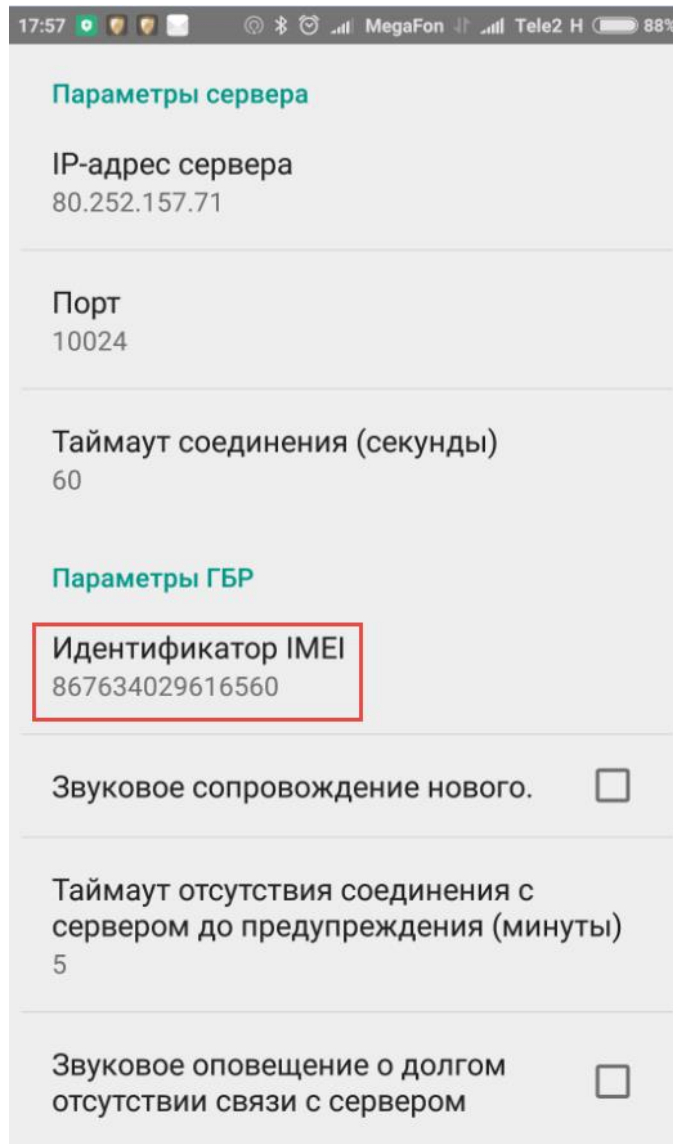 17:57 MegaFon Tele2 H 88%
Параметры сервера
IP-адрес сервера
80.252.157.71
Порт
10024
Таймаут соединения (секунды)
60
Параметры ГБР
Идентификатор IMEI
867634029616560
Звуковое сопровождение нового.
Таймаут отсутствия соединения с
сервером до предупреждения (минуты)
5
Звуковое оповещение о долгом
отсутствии связи с сервером